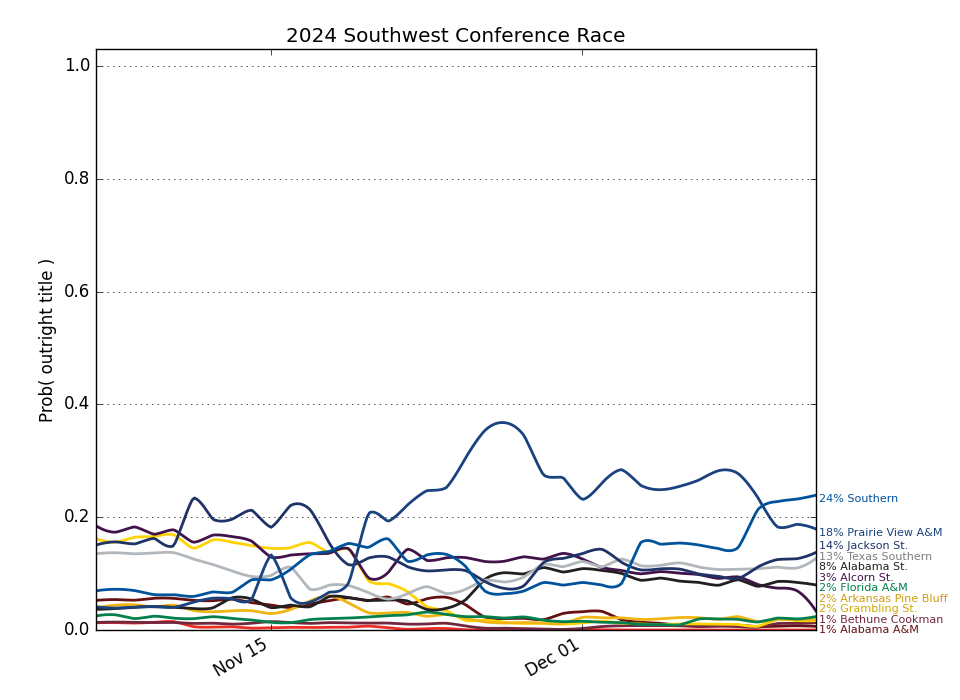 2024 Southwest Conference Race
Prob( outright title )
1.0
0.8
0.6
0.4
0.2
0.0
Nov 15
Dec 01
24% Southern
18% Prairie View A&M
14% Jackson St.
13% Texas Southern
8% Alabama St.
3% Alcorn St.
2% Florida A&M
2% Arkansas Pine Bluff
2% Grambling St.
1% Bethune Cookman
1% Alabama A&M